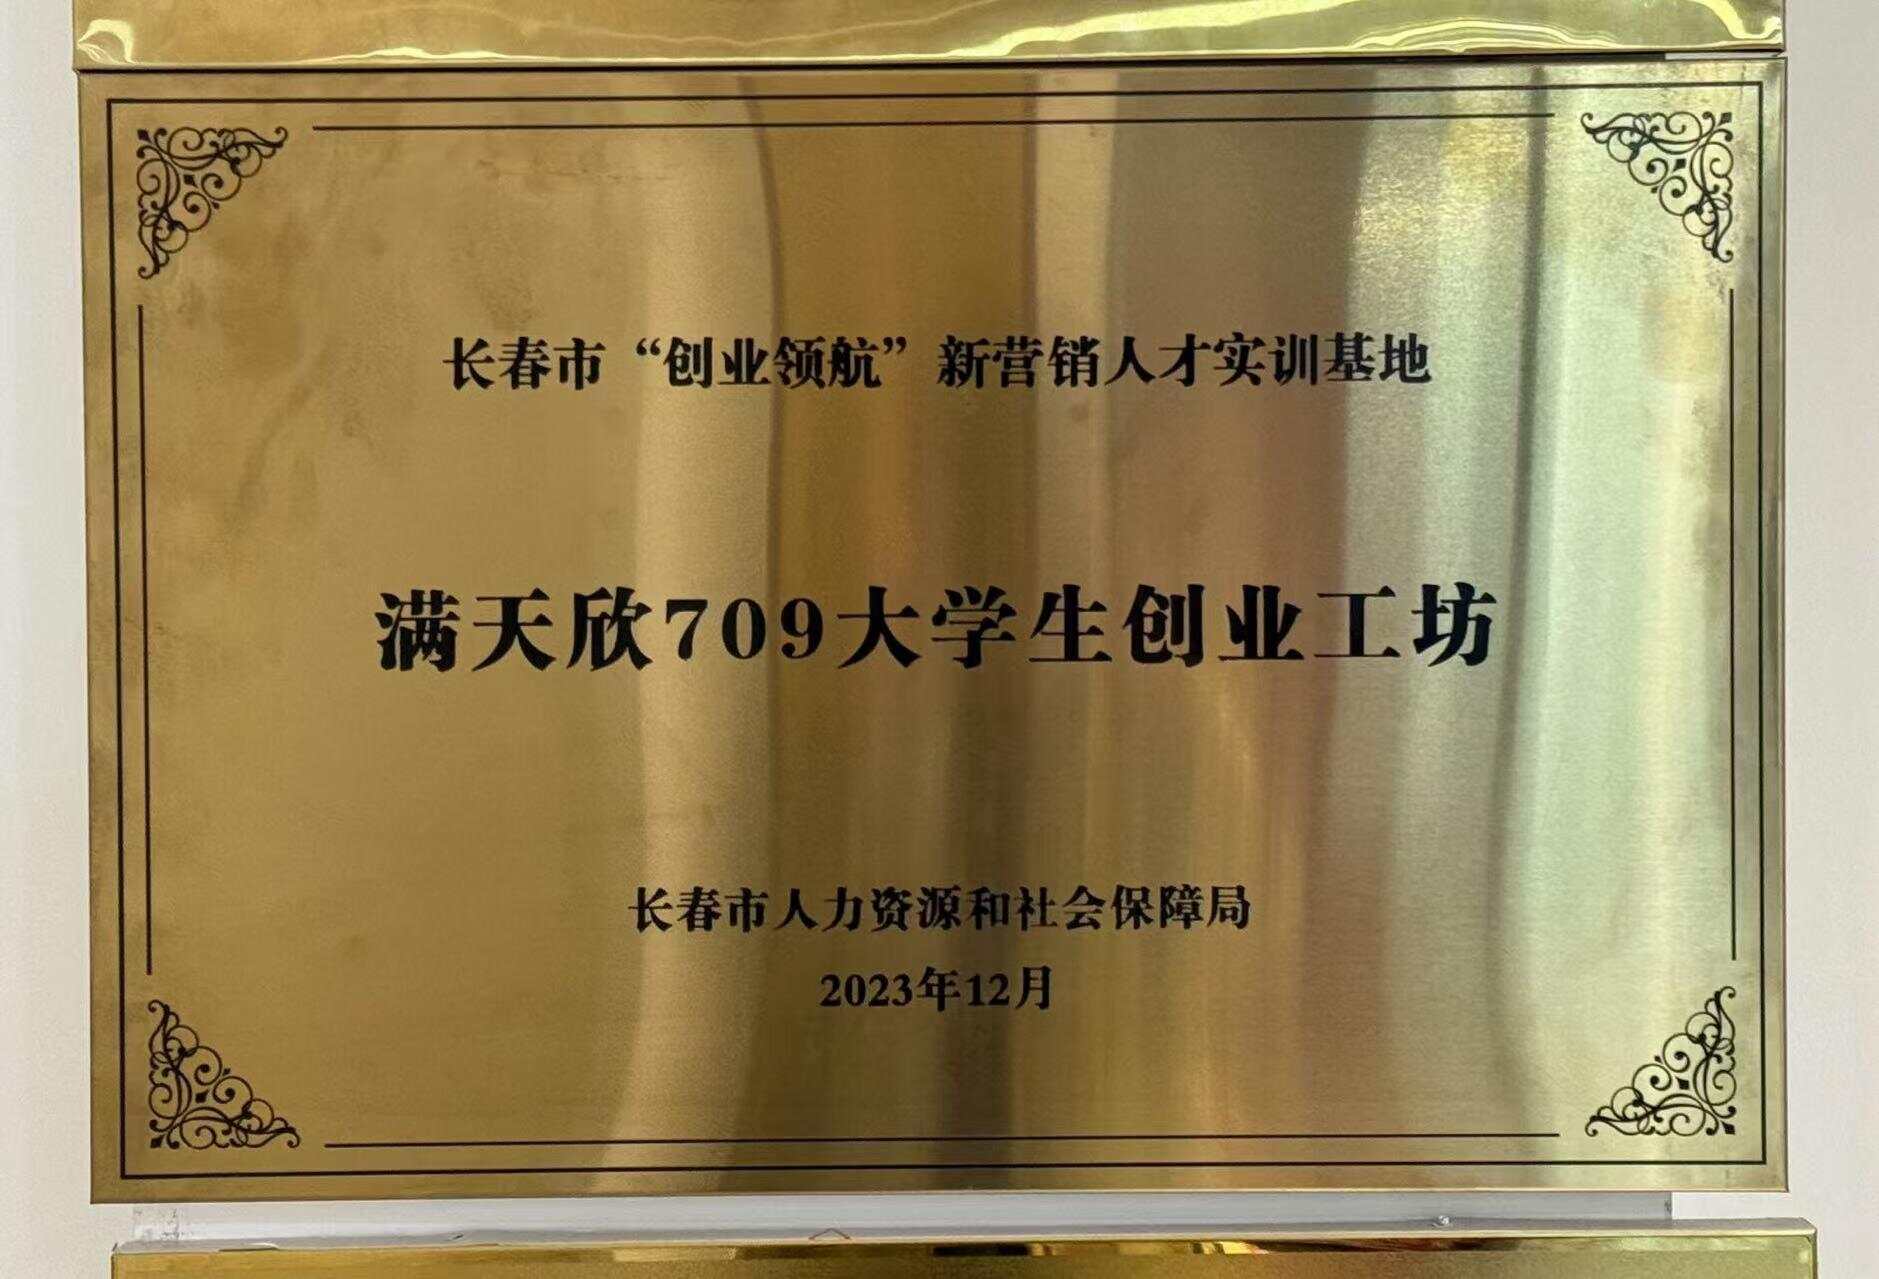 长春市“创业领航”新营销人才实训基地
满天欣709大学生创业工坊
长春市人力资源和社会保障局
2023年12月